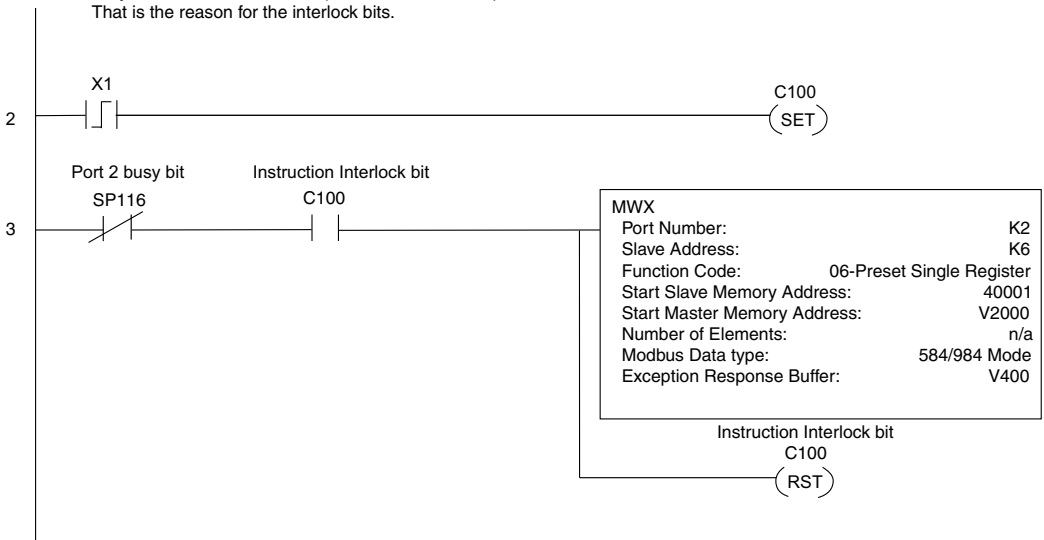 That is the reason for the interlock bits.
X1
C100
2
SET
Port 2 busy bit
Instruction Interlock bit
SP116
C100
3
MWX
Port Number: K2
Slave Address: K6
Function Code: 06-Preset Single Register
Start Slave Memory Address: 40001
Start Master Memory Address: V2000
Number of Elements: n/a
Modbus Data type: 584/984 Mode
Exception Response Buffer: V400
Instruction Interlock bit
C100
RST